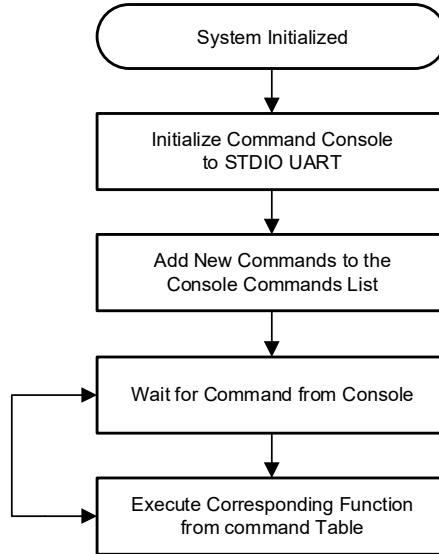 System Initialized
Initialize Command Console
to STDIO UART
Add New Commands to the
Console Commands List
Wait for Command from Console
Execute Corresponding Function
from command Table